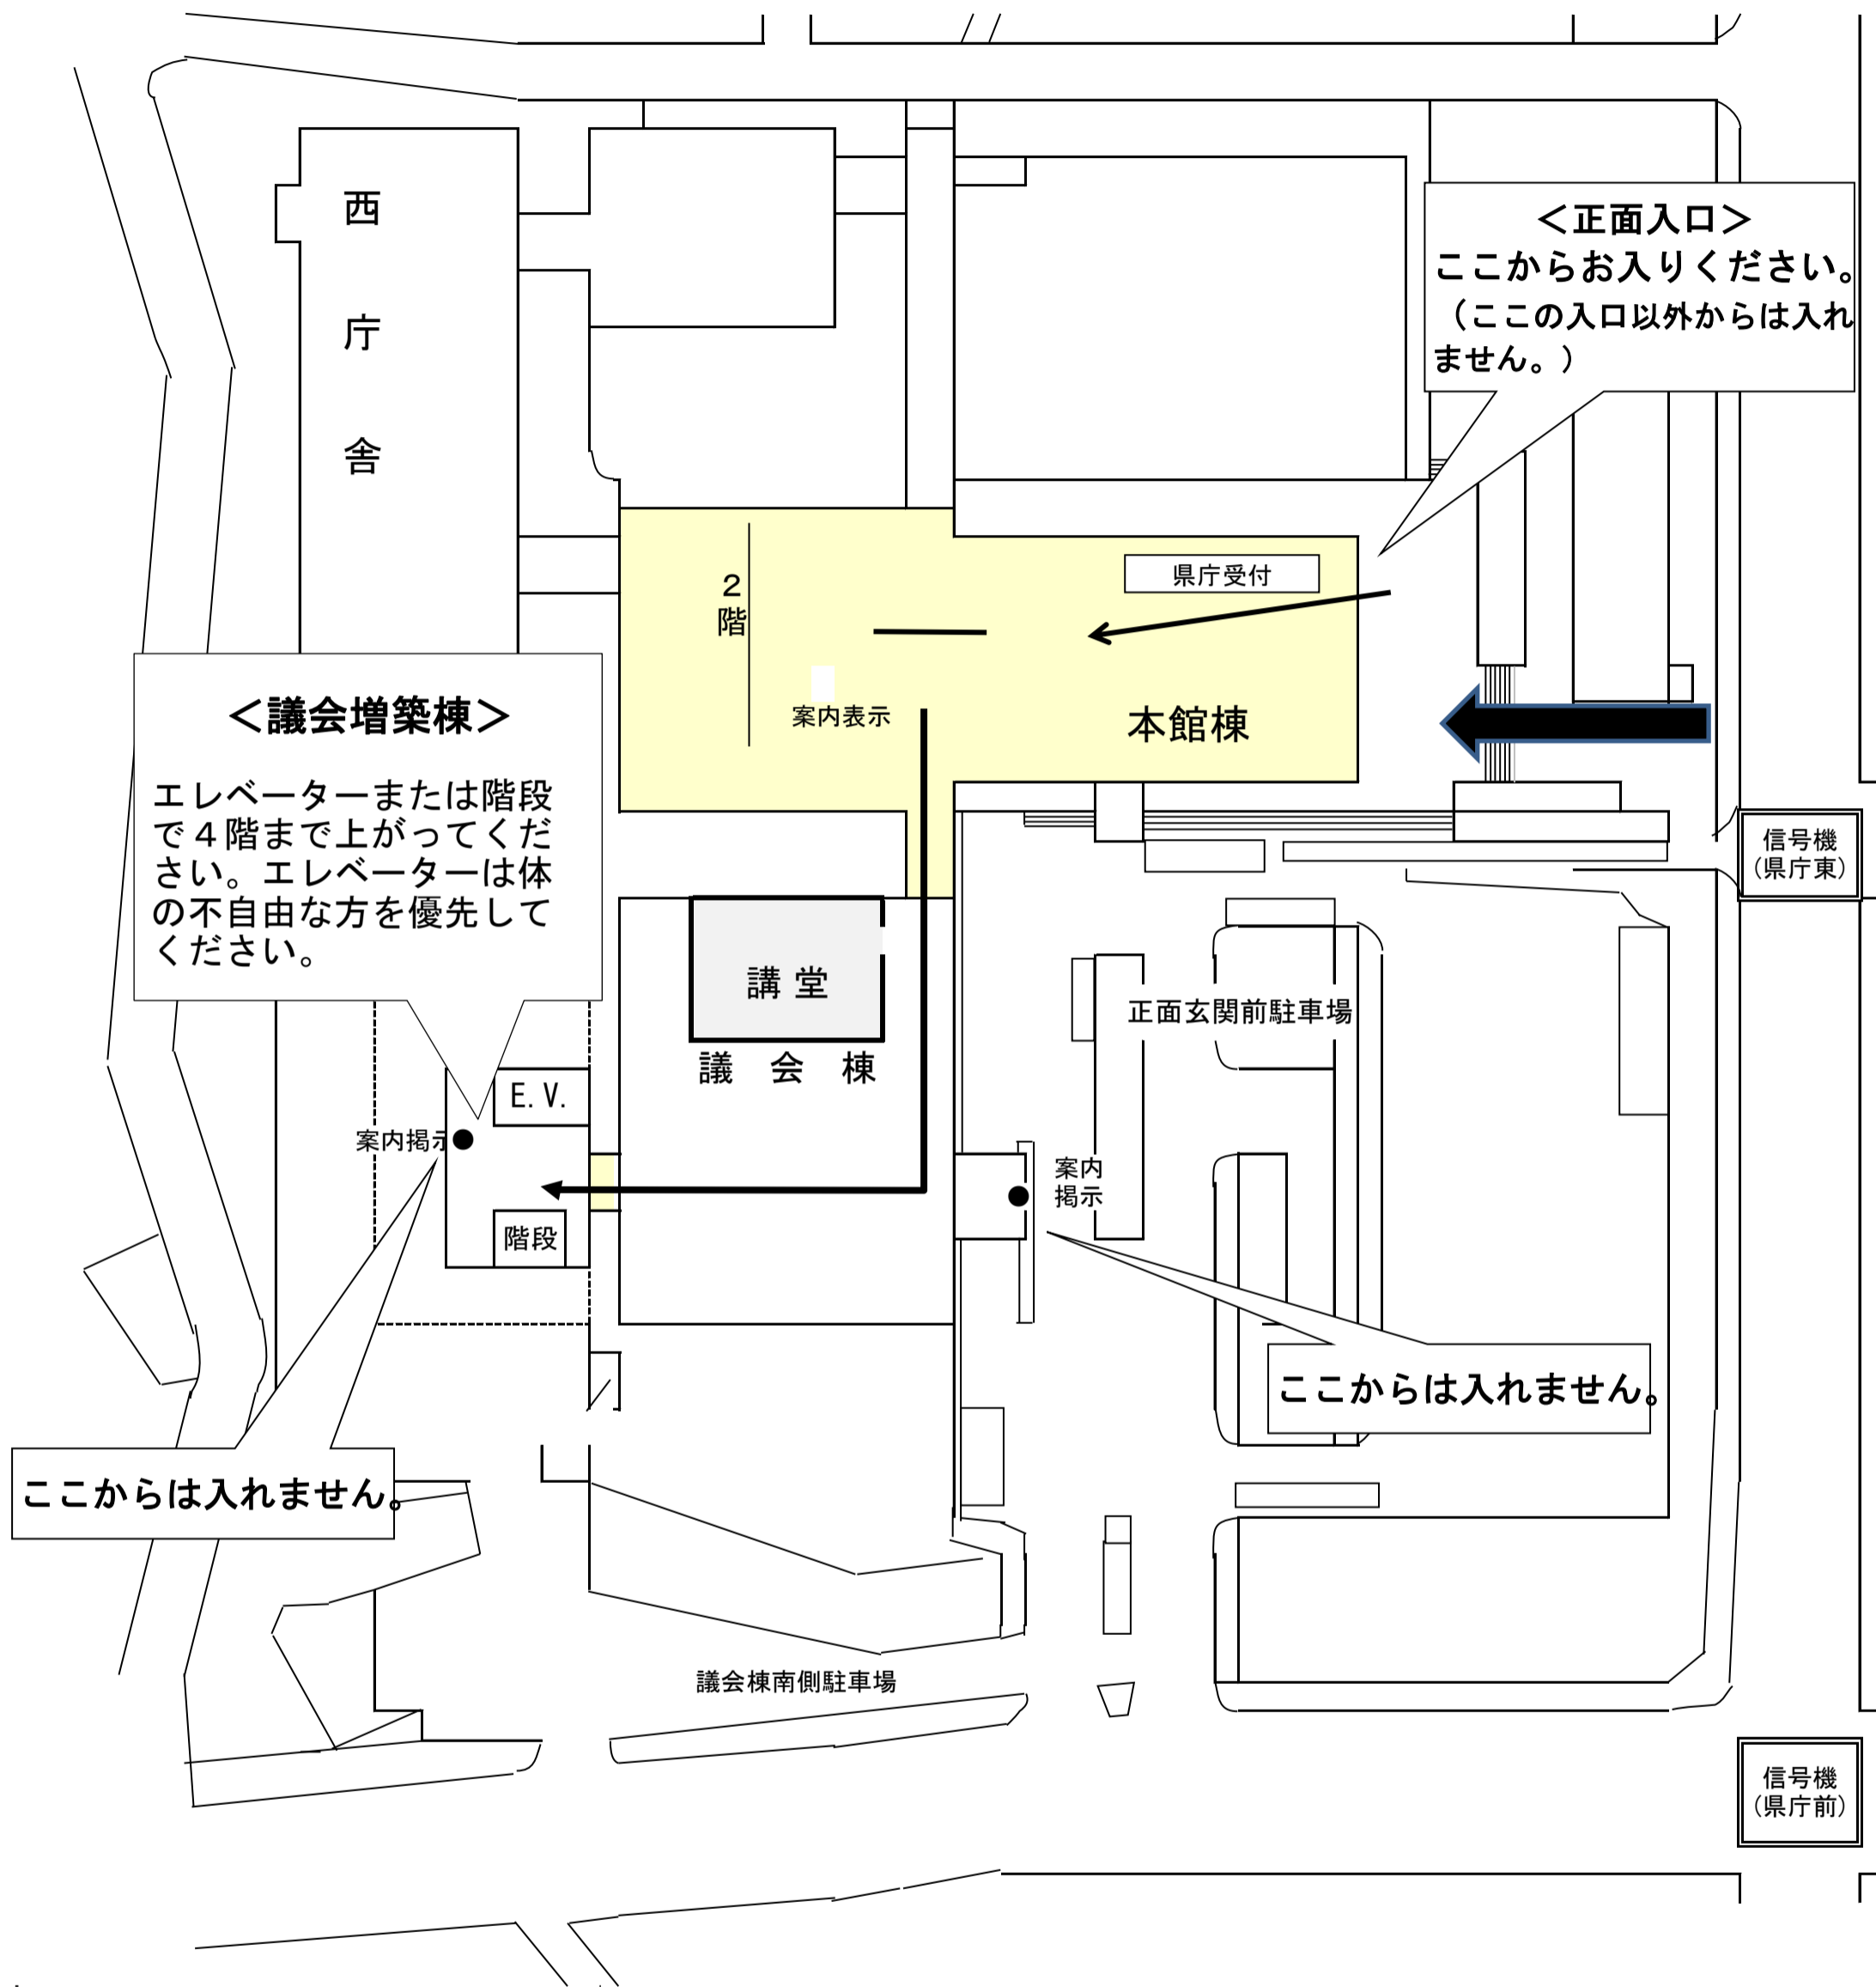 西
庁
舎
＜正面入口＞
ここからお入りください。
（ここの入口以外からは入れ
ません。）
２
階
県庁受付
案内表示
本館棟
＜議会増築棟＞
エレベーターまたは階段
で４階まで上がってくだ
さい。エレベーターは体
の不自由な方を優先して
ください。
信号機
（県庁東）
講 堂
議　会　棟
正面玄関前駐車場
E.V.
案内掲示
案内
掲示
階段
ここからは入れません。
ここからは入れません。
議会棟南側駐車場
信号機
（県庁前）